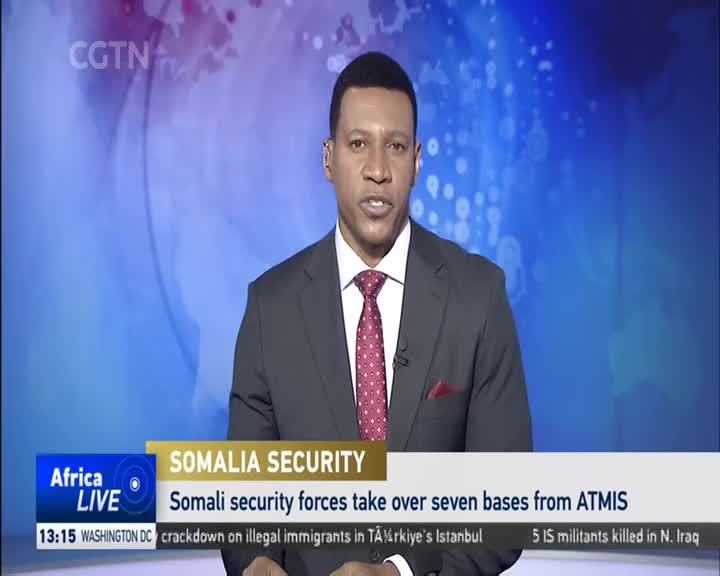 CGTN
SOMALIA SECURITY
Africa
LIVE
Somali security forces take over seven bases from ATMIS
13:15 WASHINGTON DC
crackdown on illegal immigrants in TÃ¼rkiye's Istanbul 5 IS militants killed in N. Iraq